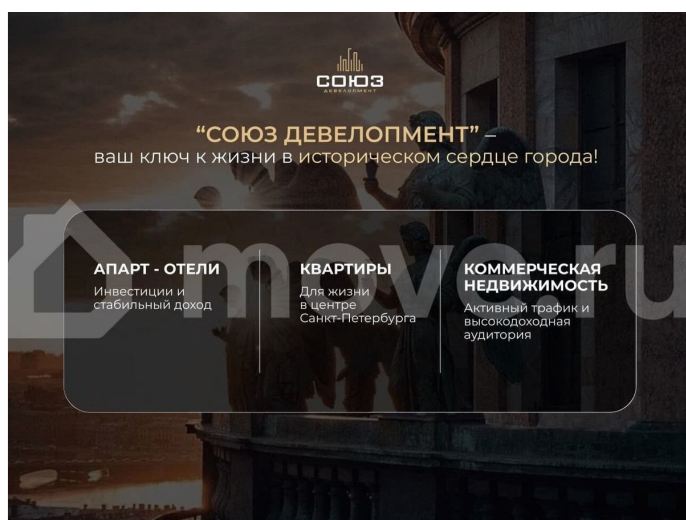 СОЮЗ
ДЕВЕЛОПМЕНТ
“СОЮЗ ДЕВЕЛОПМЕНТ” –
ваш ключ к жизни в историческом сердце города!
АПАРТ - ОТЕЛИ
Инвестиции и
стабильный доход
КВАРТИРЫ
Для жизни
в центре
Санкт-Петербурга
КОММЕРЧЕСКАЯ
НЕДВИЖИМОСТЬ
Активный трафик и
высокодоходная
аудитория
move.ru